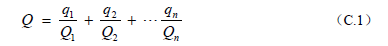 Q = q₁/Q₁ + q₂/Q₂ + ⋯ qₙ/Qₙ （C.1）